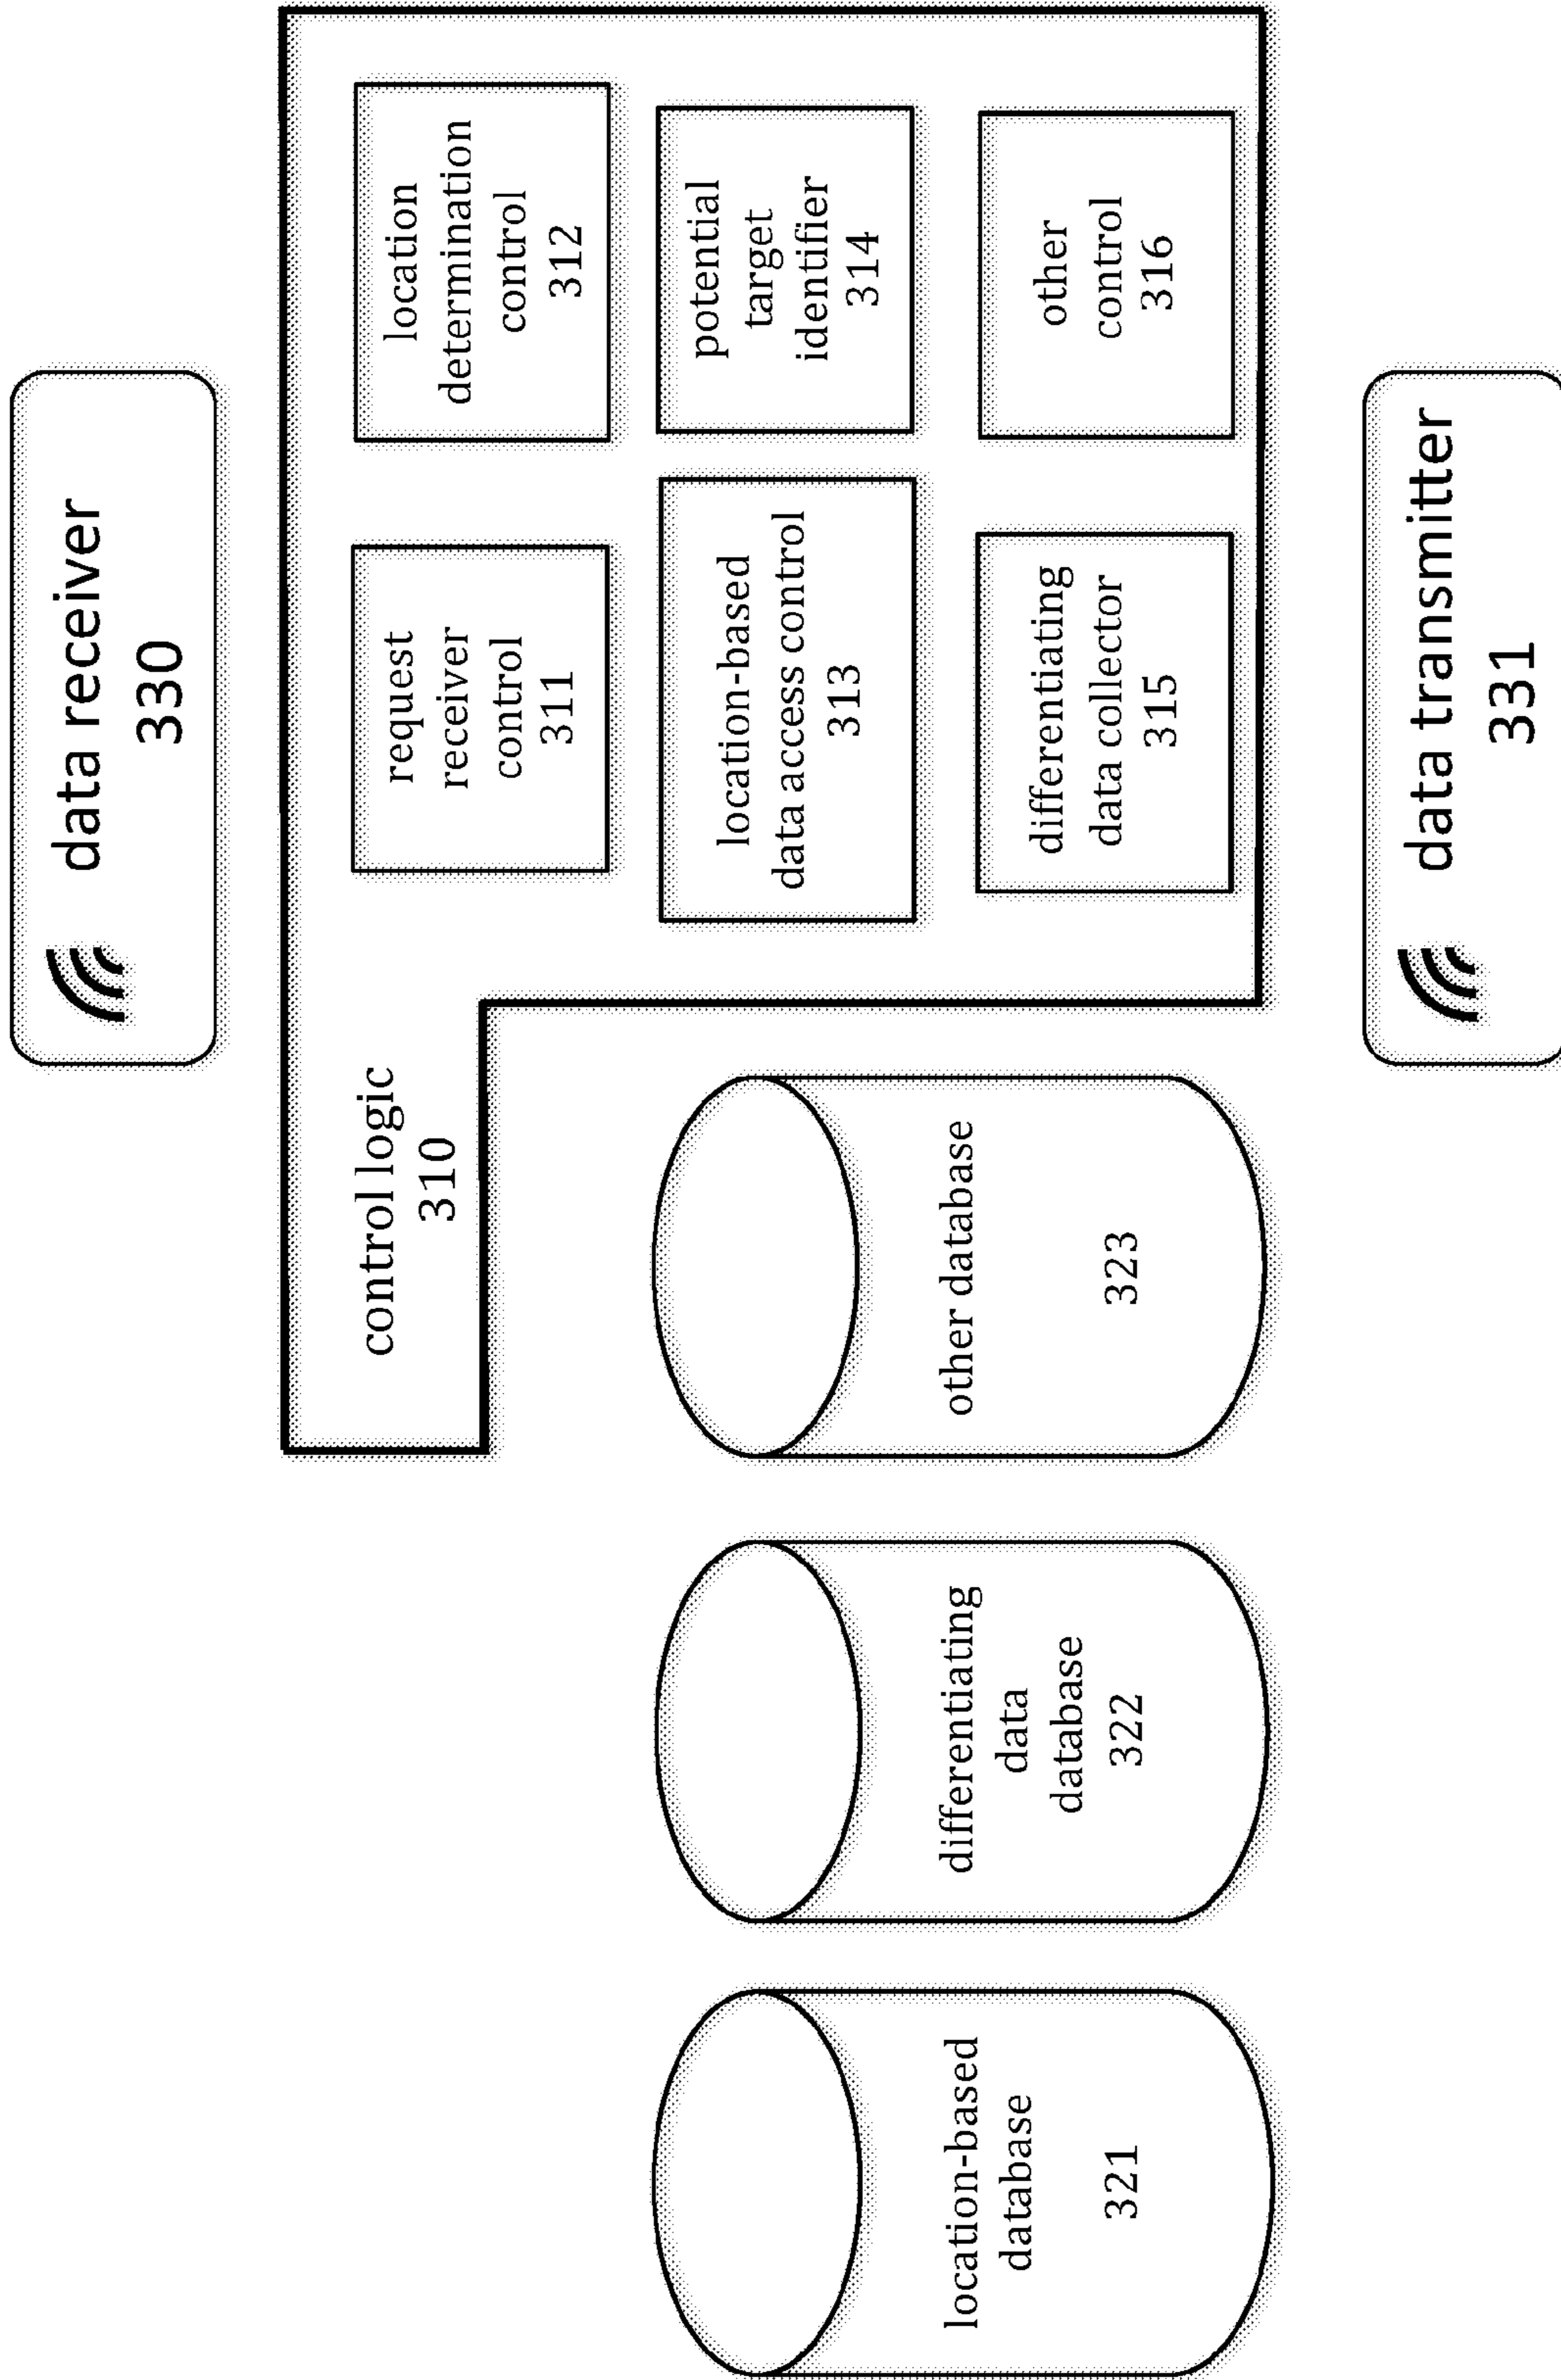 data receiver
330
control logic
310
request
receiver
control
311
location
determination
control
312
location-based
data access control
313
potential
target
identifier
314
differentiating
data collector
315
other
control
316
location-based
database
321
differentiating
data
database
322
other database
323
data transmitter
331